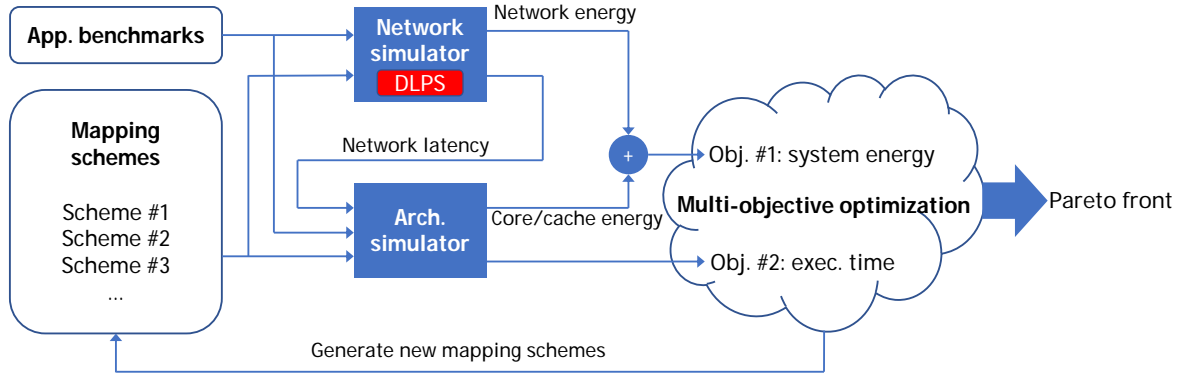 App. benchmarks
Mapping
schemes
Scheme #1
Scheme #2
Scheme #3
...
Network
simulator
DLPS
Network energy
Network latency
Arch.
simulator
Core/cache energy
+
Obj. #1: system energy
Multi-objective optimization
Obj. #2: exec. time
Pareto front
Generate new mapping schemes